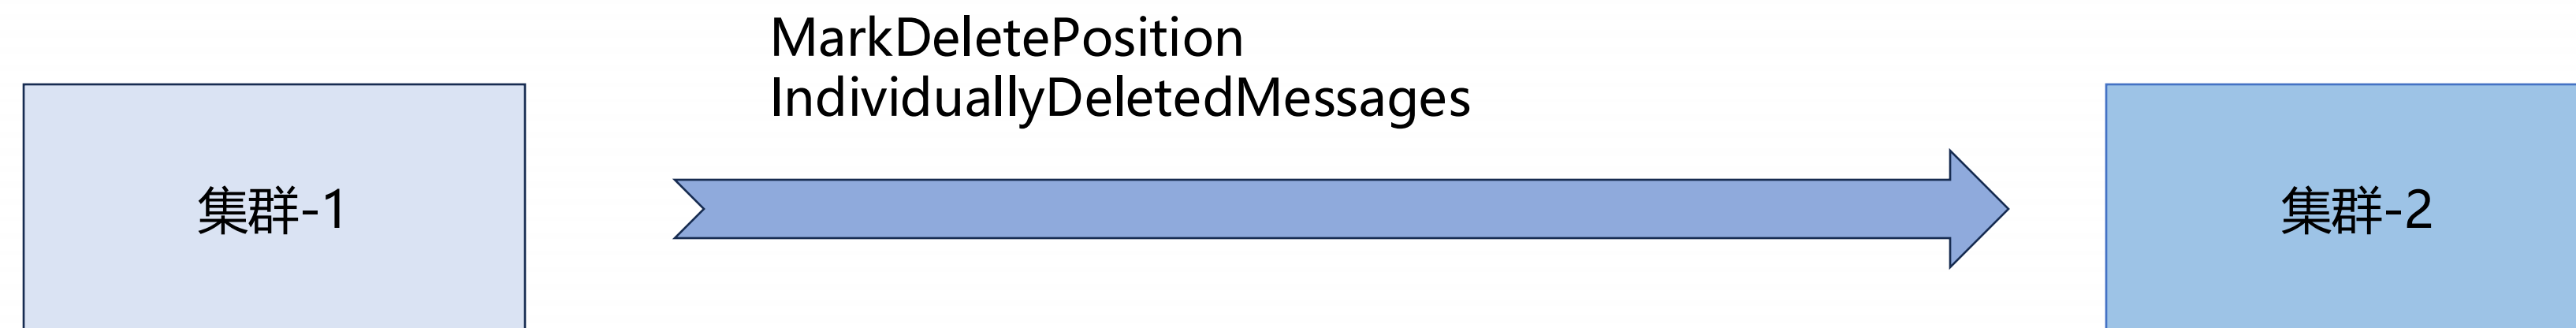 MarkDeletePosition
IndividuallyDeletedMessages
集群-1
集群-2